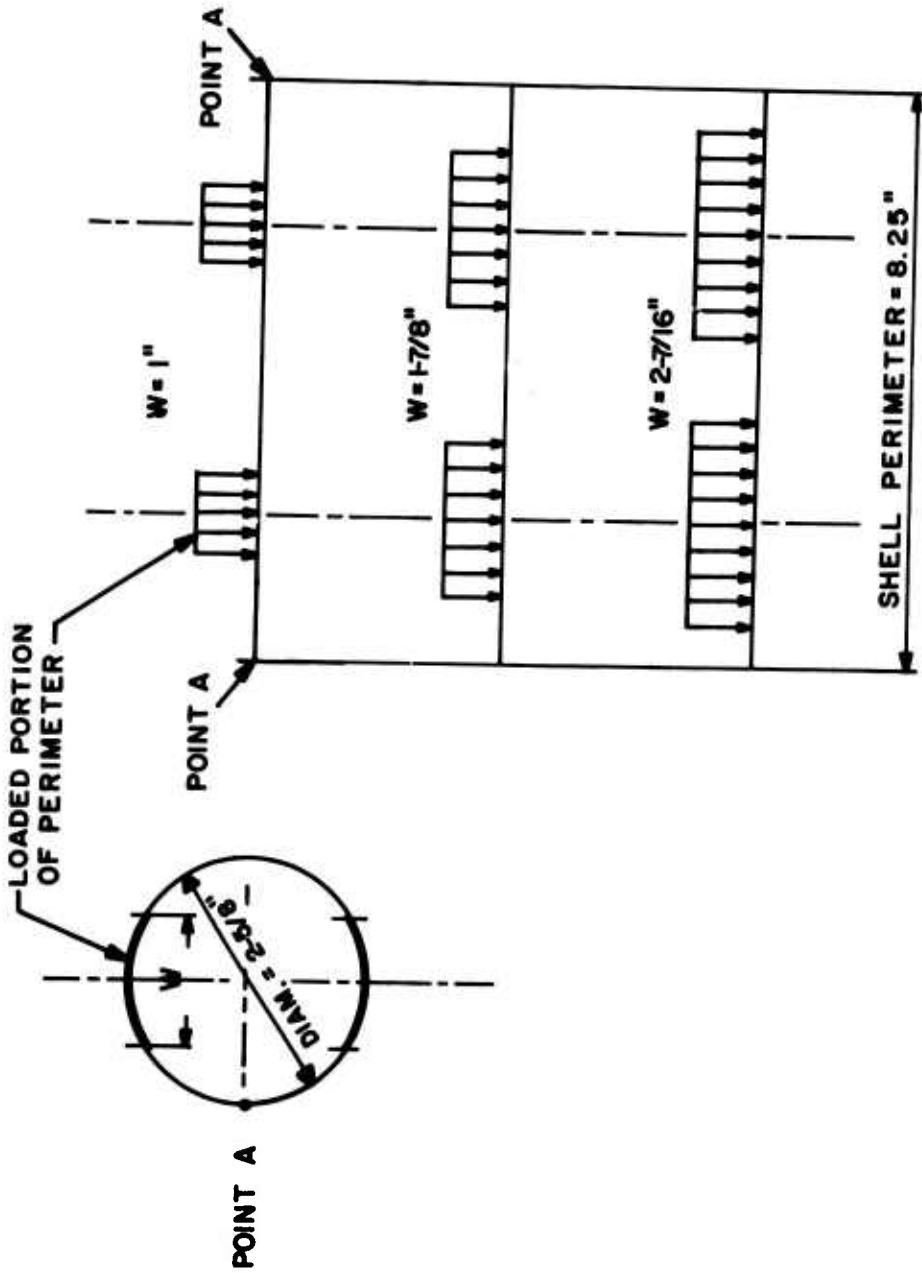 LOADED PORTION
OF PERIMETER
POINT A
W
DIAM. = 2-5/8"
POINT A
POINT A
W = 1"
W = 1-7/8"
W = 2-7/16"
SHELL PERIMETER = 8.25"